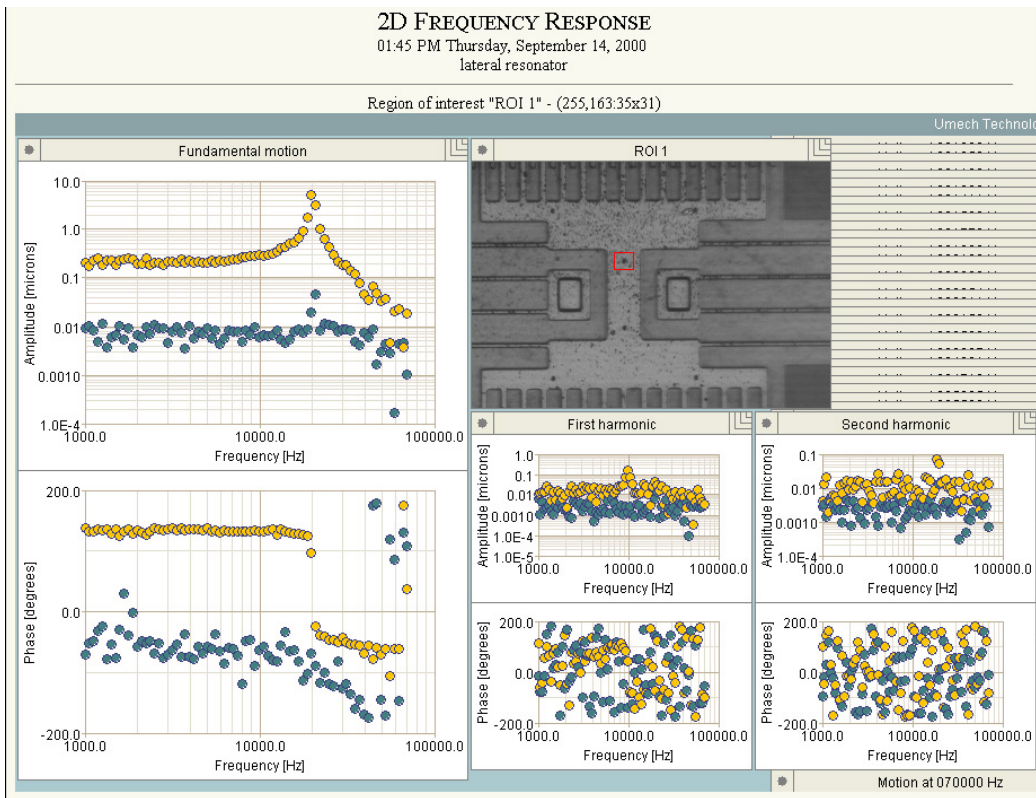 2D FREQUENCY RESPONSE
01:45 PM Thursday, September 14, 2000
lateral resonator
Region of interest "ROI 1" - (255,163:35x31)
Umech Technolo
Fundamental motion
10.0
1.0
0.1
0.01
0.0010
1.0E-4
Amplitude [microns]
1000.0 10000.0 100000.0
Frequency [Hz]
200.0
0.0
-200.0
Phase [degrees]
1000.0 10000.0 100000.0
Frequency [Hz]
ROI 1
First harmonic
1.0
0.1
0.01
0.0010
1.0E-4
1.0E-5
Amplitude [microns]
1000.0 10000.0 100000.0
Frequency [Hz]
200.0
0.0
-200.0
Phase [degrees]
1000.0 10000.0 100000.0
Frequency [Hz]
Second harmonic
0.1
0.01
0.0010
1.0E-4
Amplitude [microns]
1000.0 10000.0 100000.0
Frequency [Hz]
200.0
0.0
-200.0
Phase [degrees]
1000.0 10000.0 100000.0
Frequency [Hz]
Motion at 070000 Hz